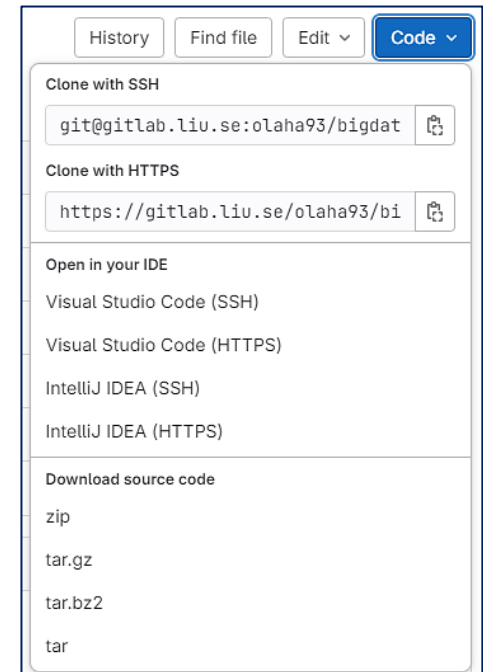 History Find file Edit Code
Clone with SSH
git@gitlab.liu.se:olaha93/bigdat
Clone with HTTPS
https://gitlab.liu.se/olaha93/bi
Open in your IDE
Visual Studio Code (SSH)
Visual Studio Code (HTTPS)
IntelliJ IDEA (SSH)
IntelliJ IDEA (HTTPS)
Download source code
zip
tar.gz
tar.bz2
tar